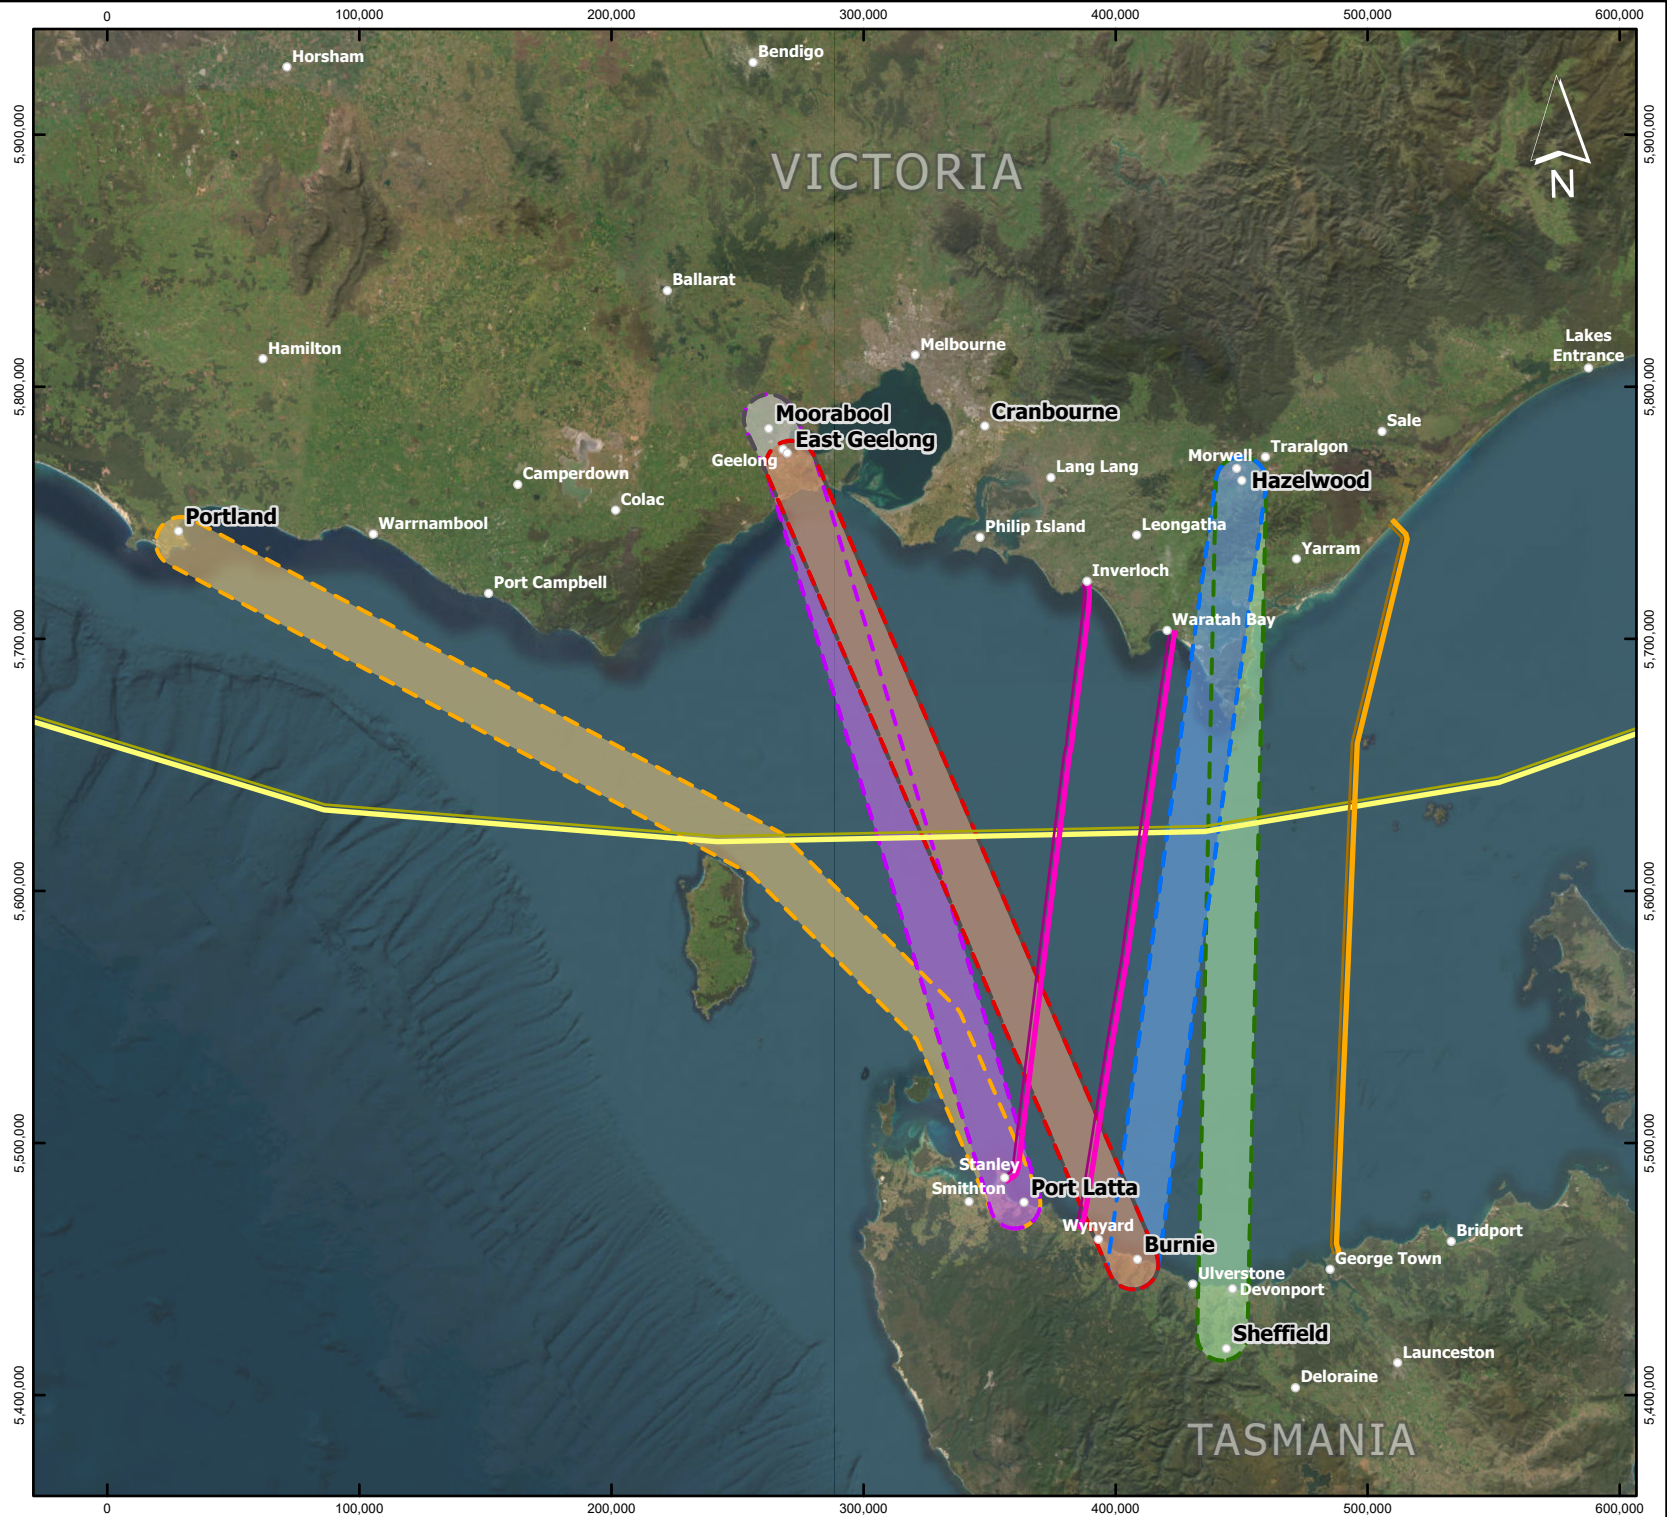 0 100,000 200,000 300,000 400,000 500,000 600,000
Horsham
Bendigo
5,900,000
5,900,000
VICTORIA
N
Ballarat
Hamilton
Melbourne
Lakes
Entrance
5,800,000
5,800,000
Moorabool
Cranbourne
Sale
East Geelong
Geelong
Traralgon
Morwell
Hazelwood
Lang Lang
Camperdown
Colac
Portland
Warrnambool
Philip Island
Leongatha
Yarram
Inverloch
Port Campbell
Waratah Bay
5,700,000
5,700,000
5,600,000
5,600,000
5,500,000
5,500,000
Stanley
Smithton
Port Latta
Wynyard
Burnie
Bridport
George Town
Ulverstone
Devonport
Sheffield
Launceston
Deloraine
5,400,000
5,400,000
TASMANIA
0 100,000 200,000 300,000 400,000 500,000 600,000